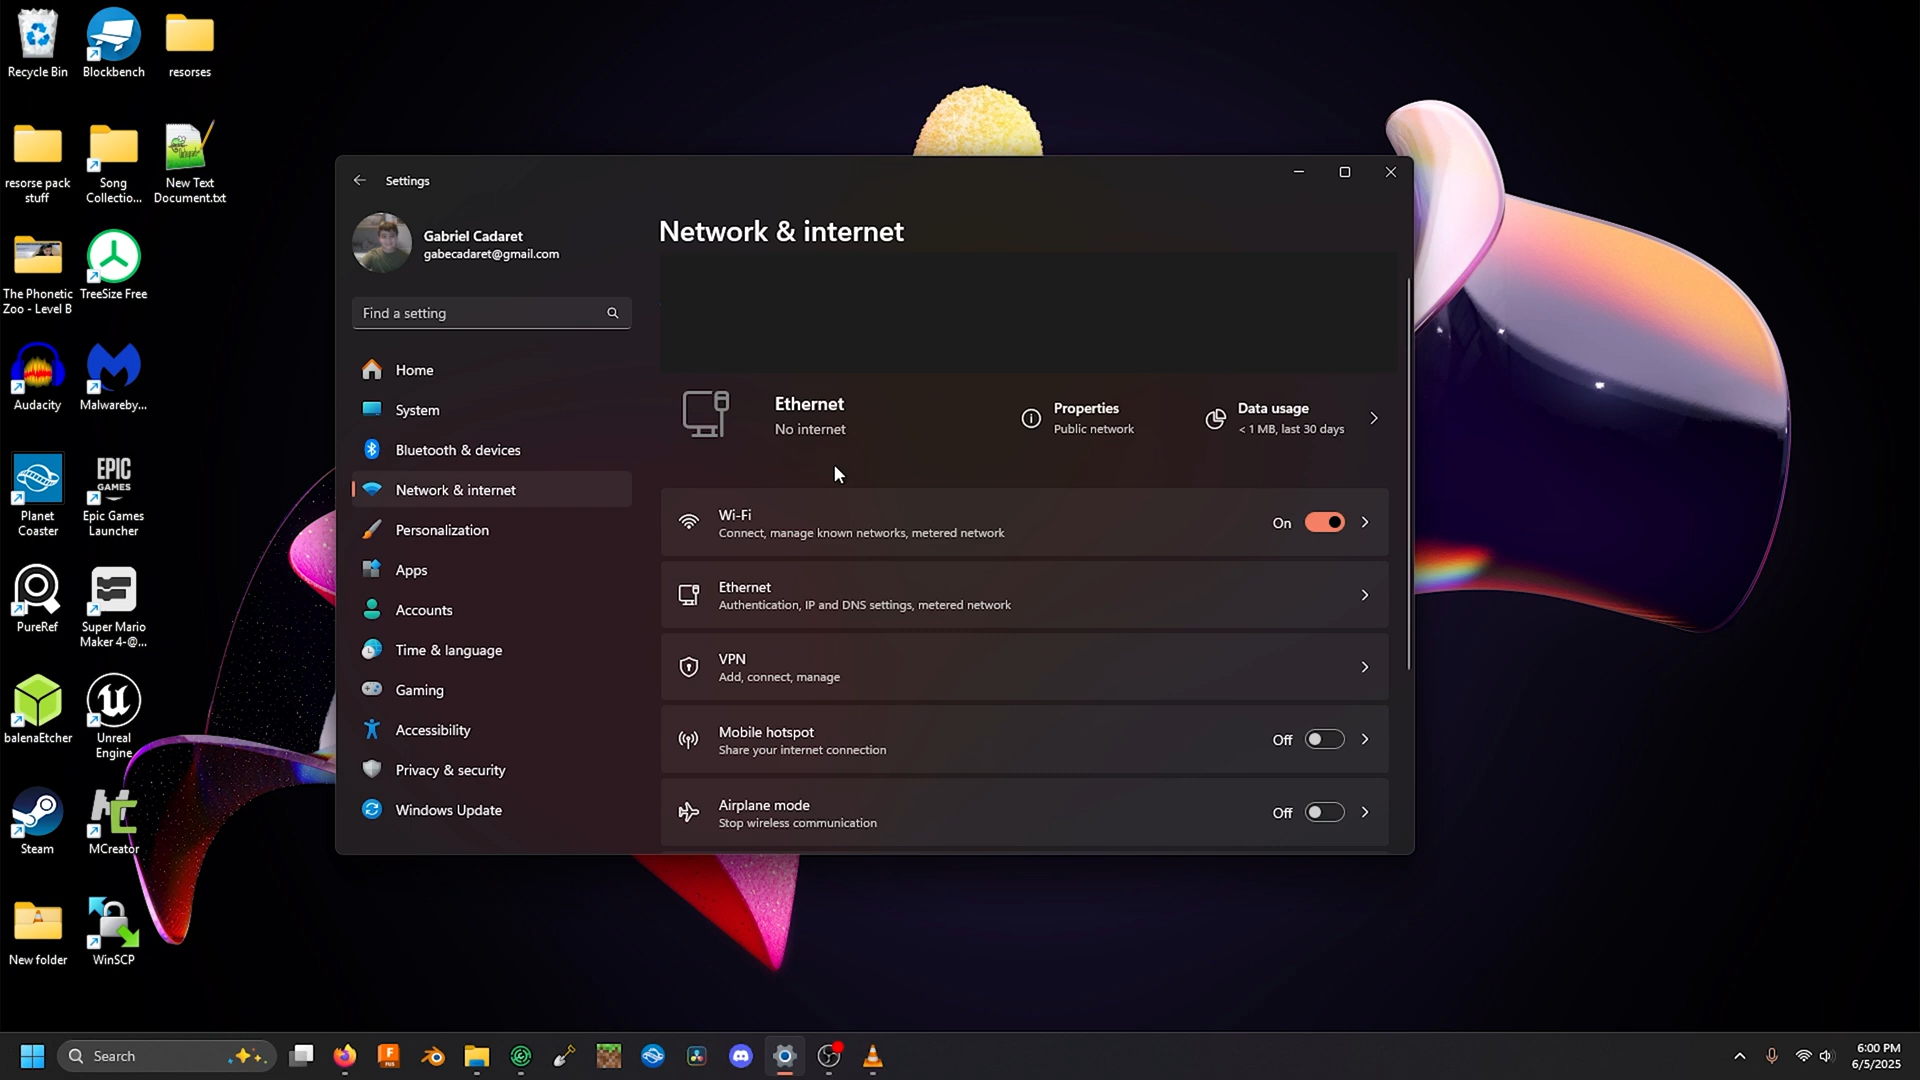 Recycle Bin
Blockbench
resorses
resorse pack
stuff
Song
Collectio...
New Text
Document.txt
The Phonetic
Zoo - Level B
TreeSize Free
Audacity
Malwareby...
Planet
Coaster
EPIC
GAMES
Epic Games
Launcher
PureRef
Super Mario
Maker 4-@...
balenaEtcher
Unreal
Engine
Steam
MCreator
New folder
WinSCP
Settings
Gabriel Cadaret
gabecadaret@gmail.com
Find a setting
Home
System
Bluetooth & devices
Network & internet
Personalization
Apps
Accounts
Time & language
Gaming
Accessibility
Privacy & security
Windows Update
Network & internet
Ethernet
No internet
Properties
Public network
Data usage
< 1 MB, last 30 days
Wi-Fi
Connect, manage known networks, metered network
On
Ethernet
Authentication, IP and DNS settings, metered network
VPN
Add, connect, manage
Mobile hotspot
Share your internet connection
Off
Airplane mode
Stop wireless communication
Off
Search
6:00 PM
6/5/2025